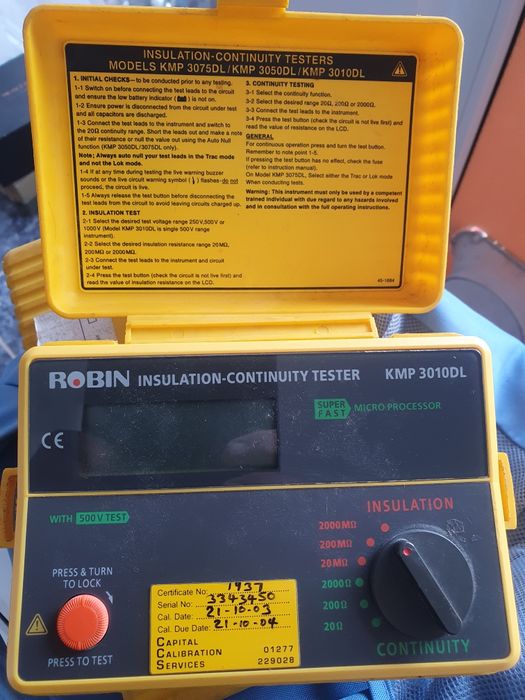 INSULATION-CONTINUITY TESTERS
MODELS KMP 3075DL/KMP 3050DL/KMP 3010DL
1. INITIAL CHECKS—to be conducted prior to any testing.
1-1 Switch on before connecting the test leads to the circuit
and ensure the low battery indicator ( ) is not on.
1-2 Ensure power is disconnected from the circuit under test
and all capacitors are discharged.
1-3 Connect the test leads to the instrument and switch to
the 20Ω continuity range. Short the leads out and make a note
of their resistance or null the value out using the Auto Null
function (KMP 3050DL/3075DL only).
Note; Always auto null your test leads in the Trac mode
and not the Lok mode.
1-4 If at any time during testing the live warning buzzer
sounds or the live circuit warning symbol ( ) flashes-do not
proceed, the circuit is live.
1-5 Always release the test button before disconnecting the
test leads from the circuit to avoid leaving circuits charged up.
2. INSULATION TEST
2-1 Select the desired test voltage range 250V,500V or
1000V (Model KMP 3010DL is single 500V range
instrument).
2-2 Select the desired insulation resistance range 20MΩ,
200MΩ or 2000MΩ.
2-3 Connect the test leads to the instrument and circuit
under test.
2-4 Press the test button (check the circuit is not live first) and
read the value of insulation resistance on the LCD.
3. CONTINUITY TESTING
3-1 Select the continuity function.
3-2 Select the desired range 20Ω, 200Ω or 2000Ω.
3-3 Connect the test leads to the instrument.
3-4 Press the test button (check the circuit is not live first) and
read the value of resistance on the LCD.
GENERAL
For continuous operation press and turn the test button.
Remember to note point 1-5.
If pressing the test button has no effect, check the fuse
(refer to instruction manual).
On Model KMP 3075DL, Select either the Trac or Lok mode
When conducting tests.
Warning: This instrument must only be used by a competent
trained individual with due regard to any hazards involved
and in consultation with the full operating instructions.
45-1084
ROBIN INSULATION-CONTINUITY TESTER KMP 3010DL
SUPER FAST MICRO PROCESSOR
CE
WITH 500V TEST
INSULATION
2000MΩ
200MΩ
20MΩ
2000Ω
200Ω
20Ω
CONTINUITY
PRESS & TURN
TO LOCK
PRESS TO TEST
Certificate No: 1937
Serial No: 3343450
Cal. Date: 21-10-03
Cal. Due Date: 21-10-04
CAPITAL
CALIBRATION 01277
SERVICES 229028